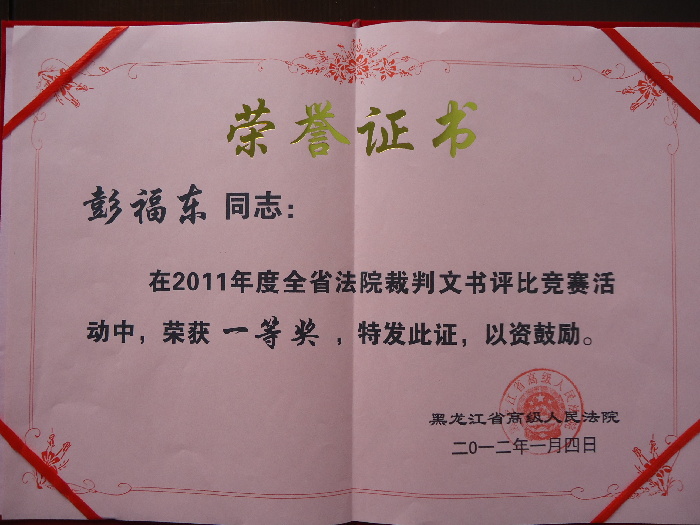 荣誉证书
彭福东 同志：
在2011年度全省法院裁判文书评比竞赛活
动中，荣获 一等奖 ，特发此证，以资鼓励。
黑龙江省高级人民法院
二0一二年一月四日